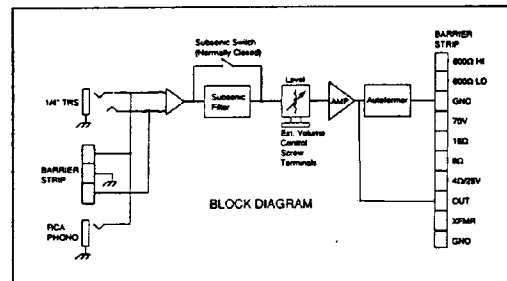 Subsonic Switch
(Normally Closed)
1/4" TRS
Subsonic
Filter
Level
AMP
Autoformer
Ext. Volume
Control
Screw
Terminals
BARRIER
STRIP
RCA
PHONO
BLOCK DIAGRAM
BARRIER
STRIP
600Ω HI
600Ω LO
GND
70V
16Ω
8Ω
4Ω/25V
OUT
XFMR
GND